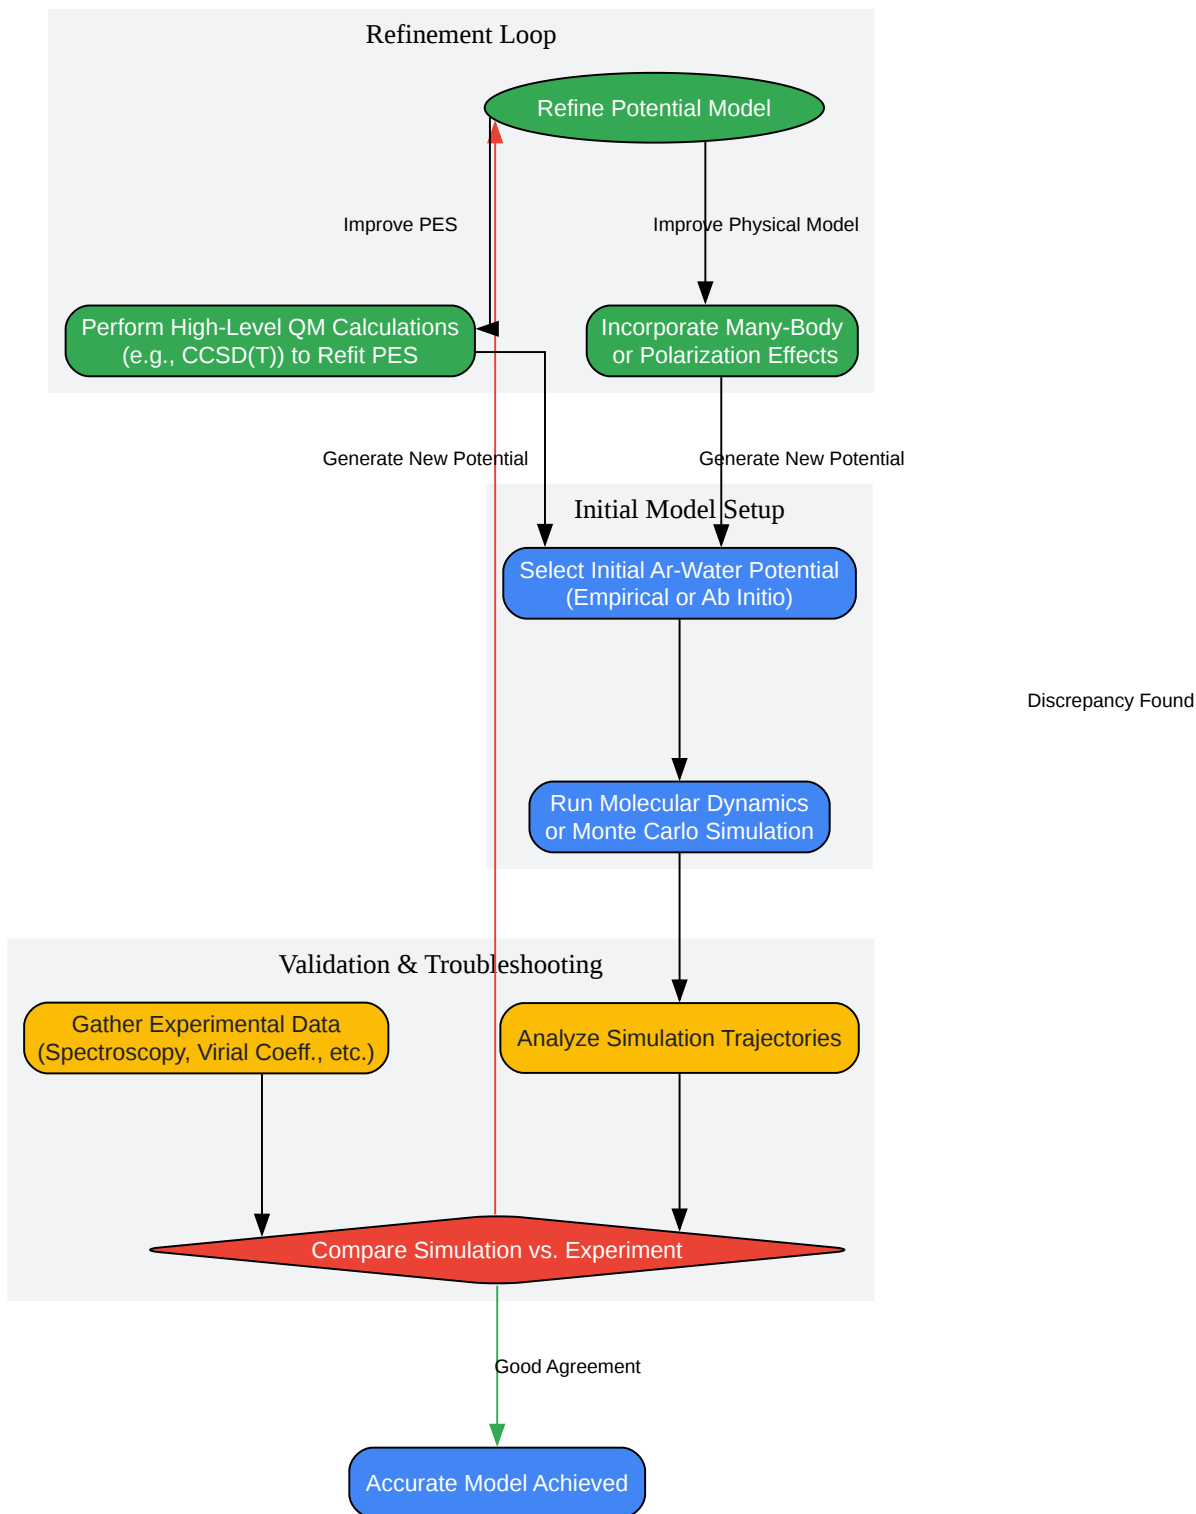 Refinement Loop
Refine Potential Model
Improve PES
Improve Physical Model
Perform High-Level QM Calculations
(e.g., CCSD(T)) to Refit PES
Incorporate Many-Body
or Polarization Effects
Generate New Potential
Generate New Potential
Initial Model Setup
Select Initial Ar-Water Potential
(Empirical or Ab Initio)
Discrepancy Found
Run Molecular Dynamics
or Monte Carlo Simulation
Validation & Troubleshooting
Gather Experimental Data
(Spectroscopy, Virial Coeff., etc.)
Analyze Simulation Trajectories
Compare Simulation vs. Experiment
Good Agreement
Accurate Model Achieved